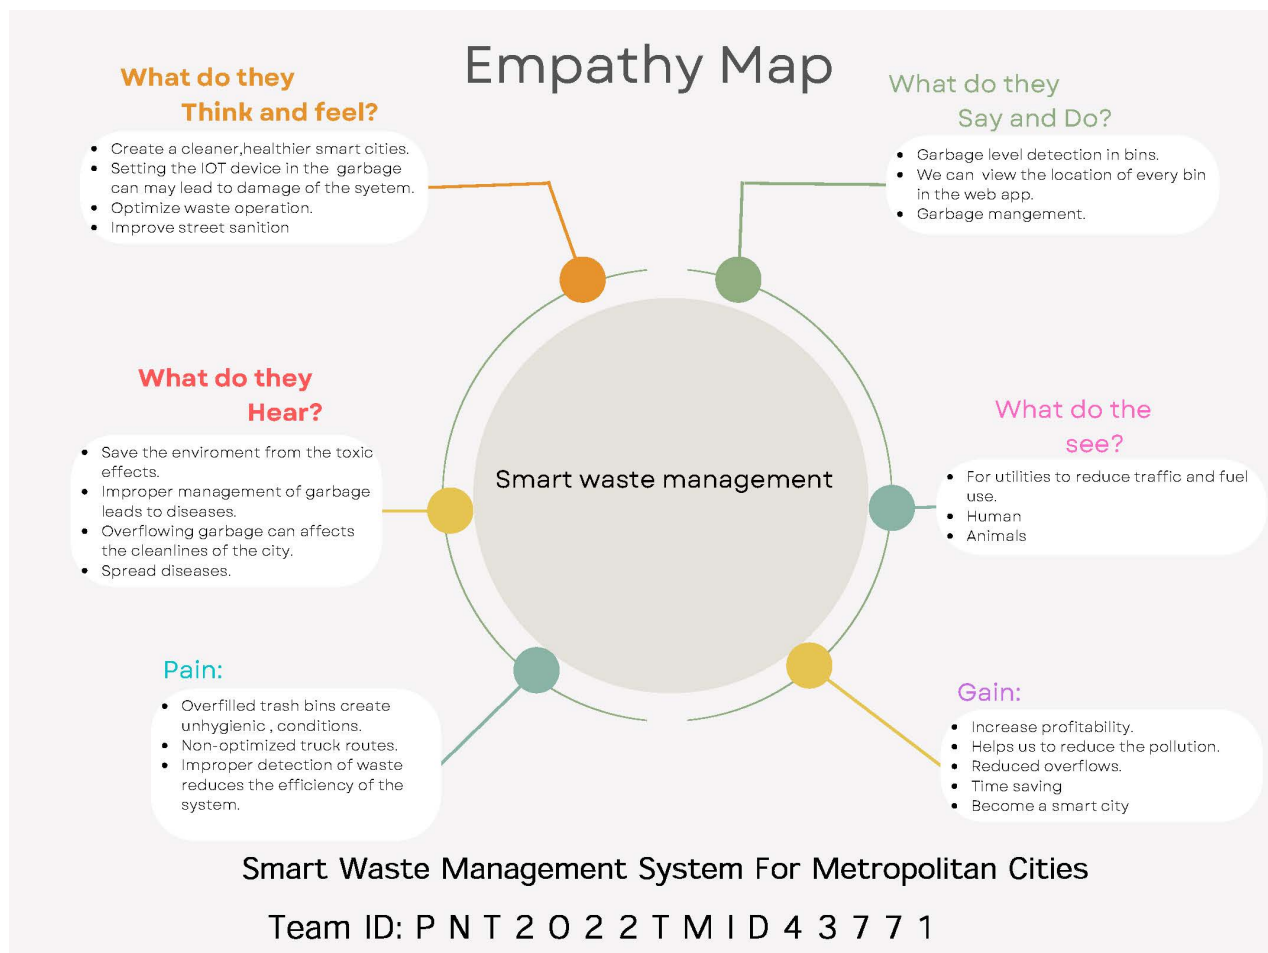 Empathy Map
What do they
Think and feel?
Create a cleaner,healthier smart cities.
Setting the IOT device in the garbage
can may lead to damage of the syetem.
Optimize waste operation.
Improve street sanition
What do they
Say and Do?
Garbage level detection in bins.
We can view the location of every bin
in the web app.
Garbage mangement.
What do they
Hear?
Save the enviroment from the toxic
effects.
Improper management of garbage
leads to diseases.
Overflowing garbage can affects
the cleanlines of the city.
Spread diseases.
Smart waste management
What do the
see?
For utilities to reduce traffic and fuel
use.
Human
Animals
Pain:
Overfilled trash bins create
unhygienic , conditions.
Non-optimized truck routes.
Improper detection of waste
reduces the efficiency of the
system.
Gain:
Increase profitability.
Helps us to reduce the pollution.
Reduced overflows.
Time saving
Become a smart city
Smart Waste Management System For Metropolitan Cities
Team ID: P N T 2 0 2 2 T M I D 4 3 7 7 1